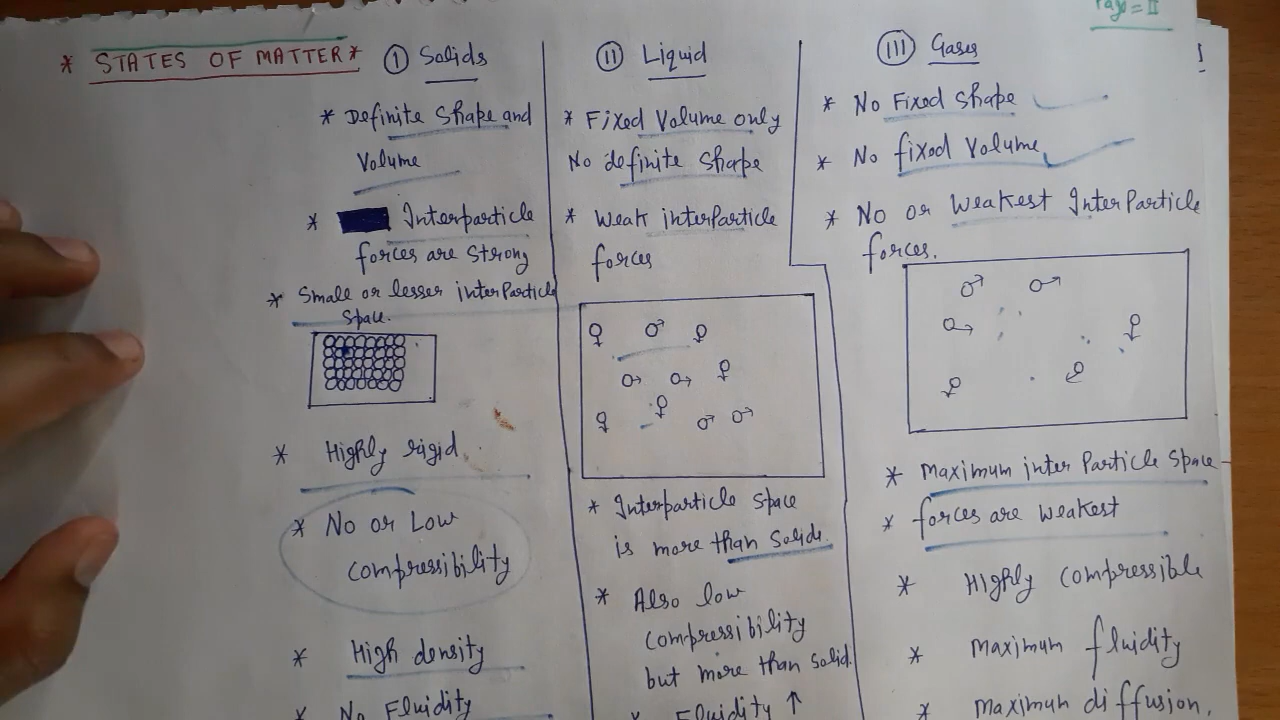 Page = II
* STATES OF MATTER *
① Solids
* Definite Shape and
Volume
* Interparticle
forces are strong
* Small or lesser interParticle
Space.
* Highly rigid.
* No or Low
compressibility
* High density
* No Fluidity
② Liquid
* Fixed Volume only
No definite Shape
* Weak interParticle
forces
* Interparticle Space
is more than Solids.
* Also low
compressibility
but more than solid.
* Fluidity ↑
③ Gases
* No Fixed Shape
* No fixed Volume
* No or weakest InterParticle
forces.
* Maximum inter Particle Space
* forces are weakest
* Highly compressible
* Maximum fluidity
* Maximum diffusion.